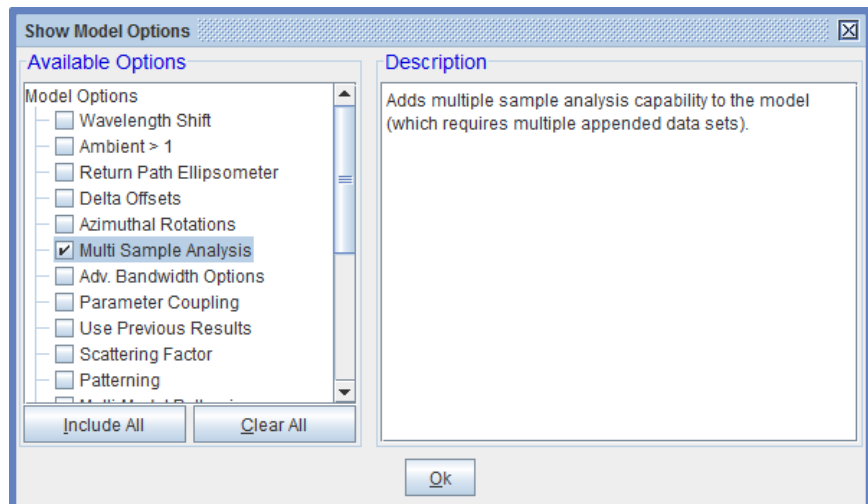 Show Model Options
Available Options
Model Options
Wavelength Shift
Ambient > 1
Return Path Ellipsometer
Delta Offsets
Azimuthal Rotations
Multi Sample Analysis
Adv. Bandwidth Options
Parameter Coupling
Use Previous Results
Scattering Factor
Patterning
Include All
Clear All
Description
Adds multiple sample analysis capability to the model
(which requires multiple appended data sets).
Ok